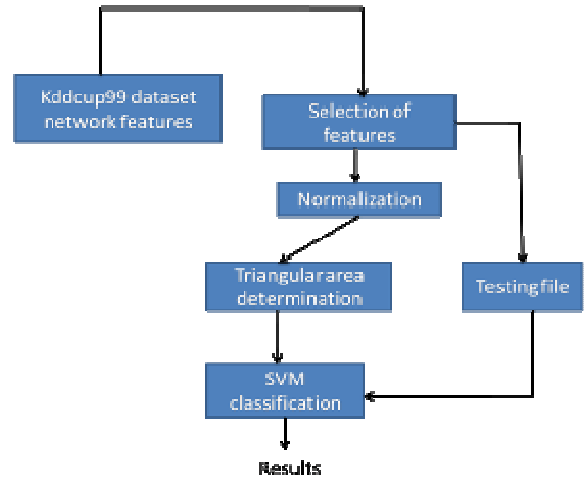 Kddcup99 dataset
network features
Selection of
features
Normalization
Triangular area
determination
Testing file
SVM
classification
Results